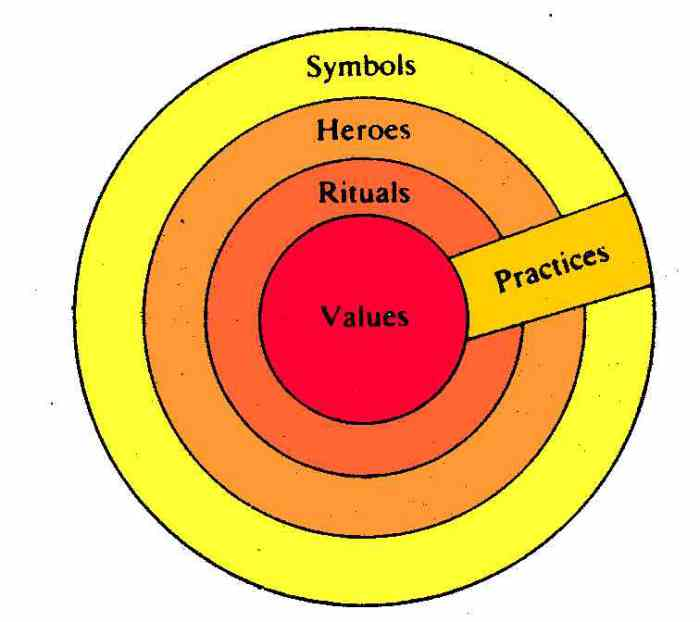 Symbols
Heroes
Rituals
Practices
Values